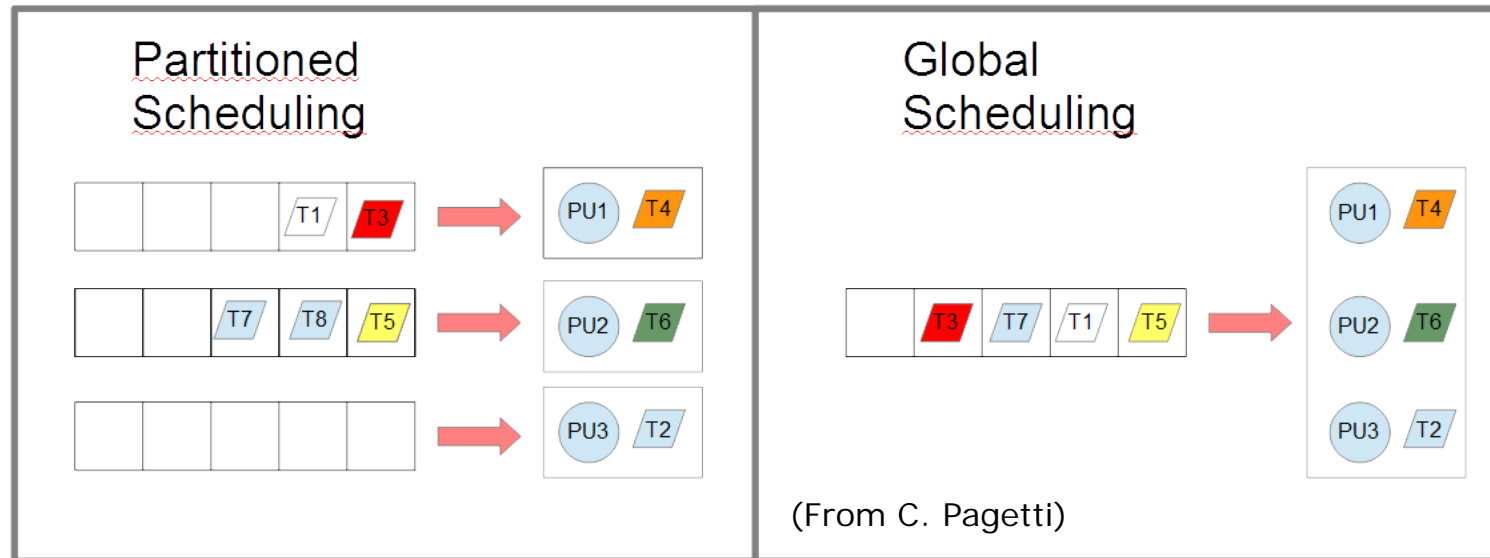 Partitioned
Scheduling
T1 T3 PU1 T4
T7 T8 T5 PU2 T6
PU3 T2
Global
Scheduling
PU1 T4
T3 T7 T1 T5 PU2 T6
PU3 T2
(From C. Pagetti)